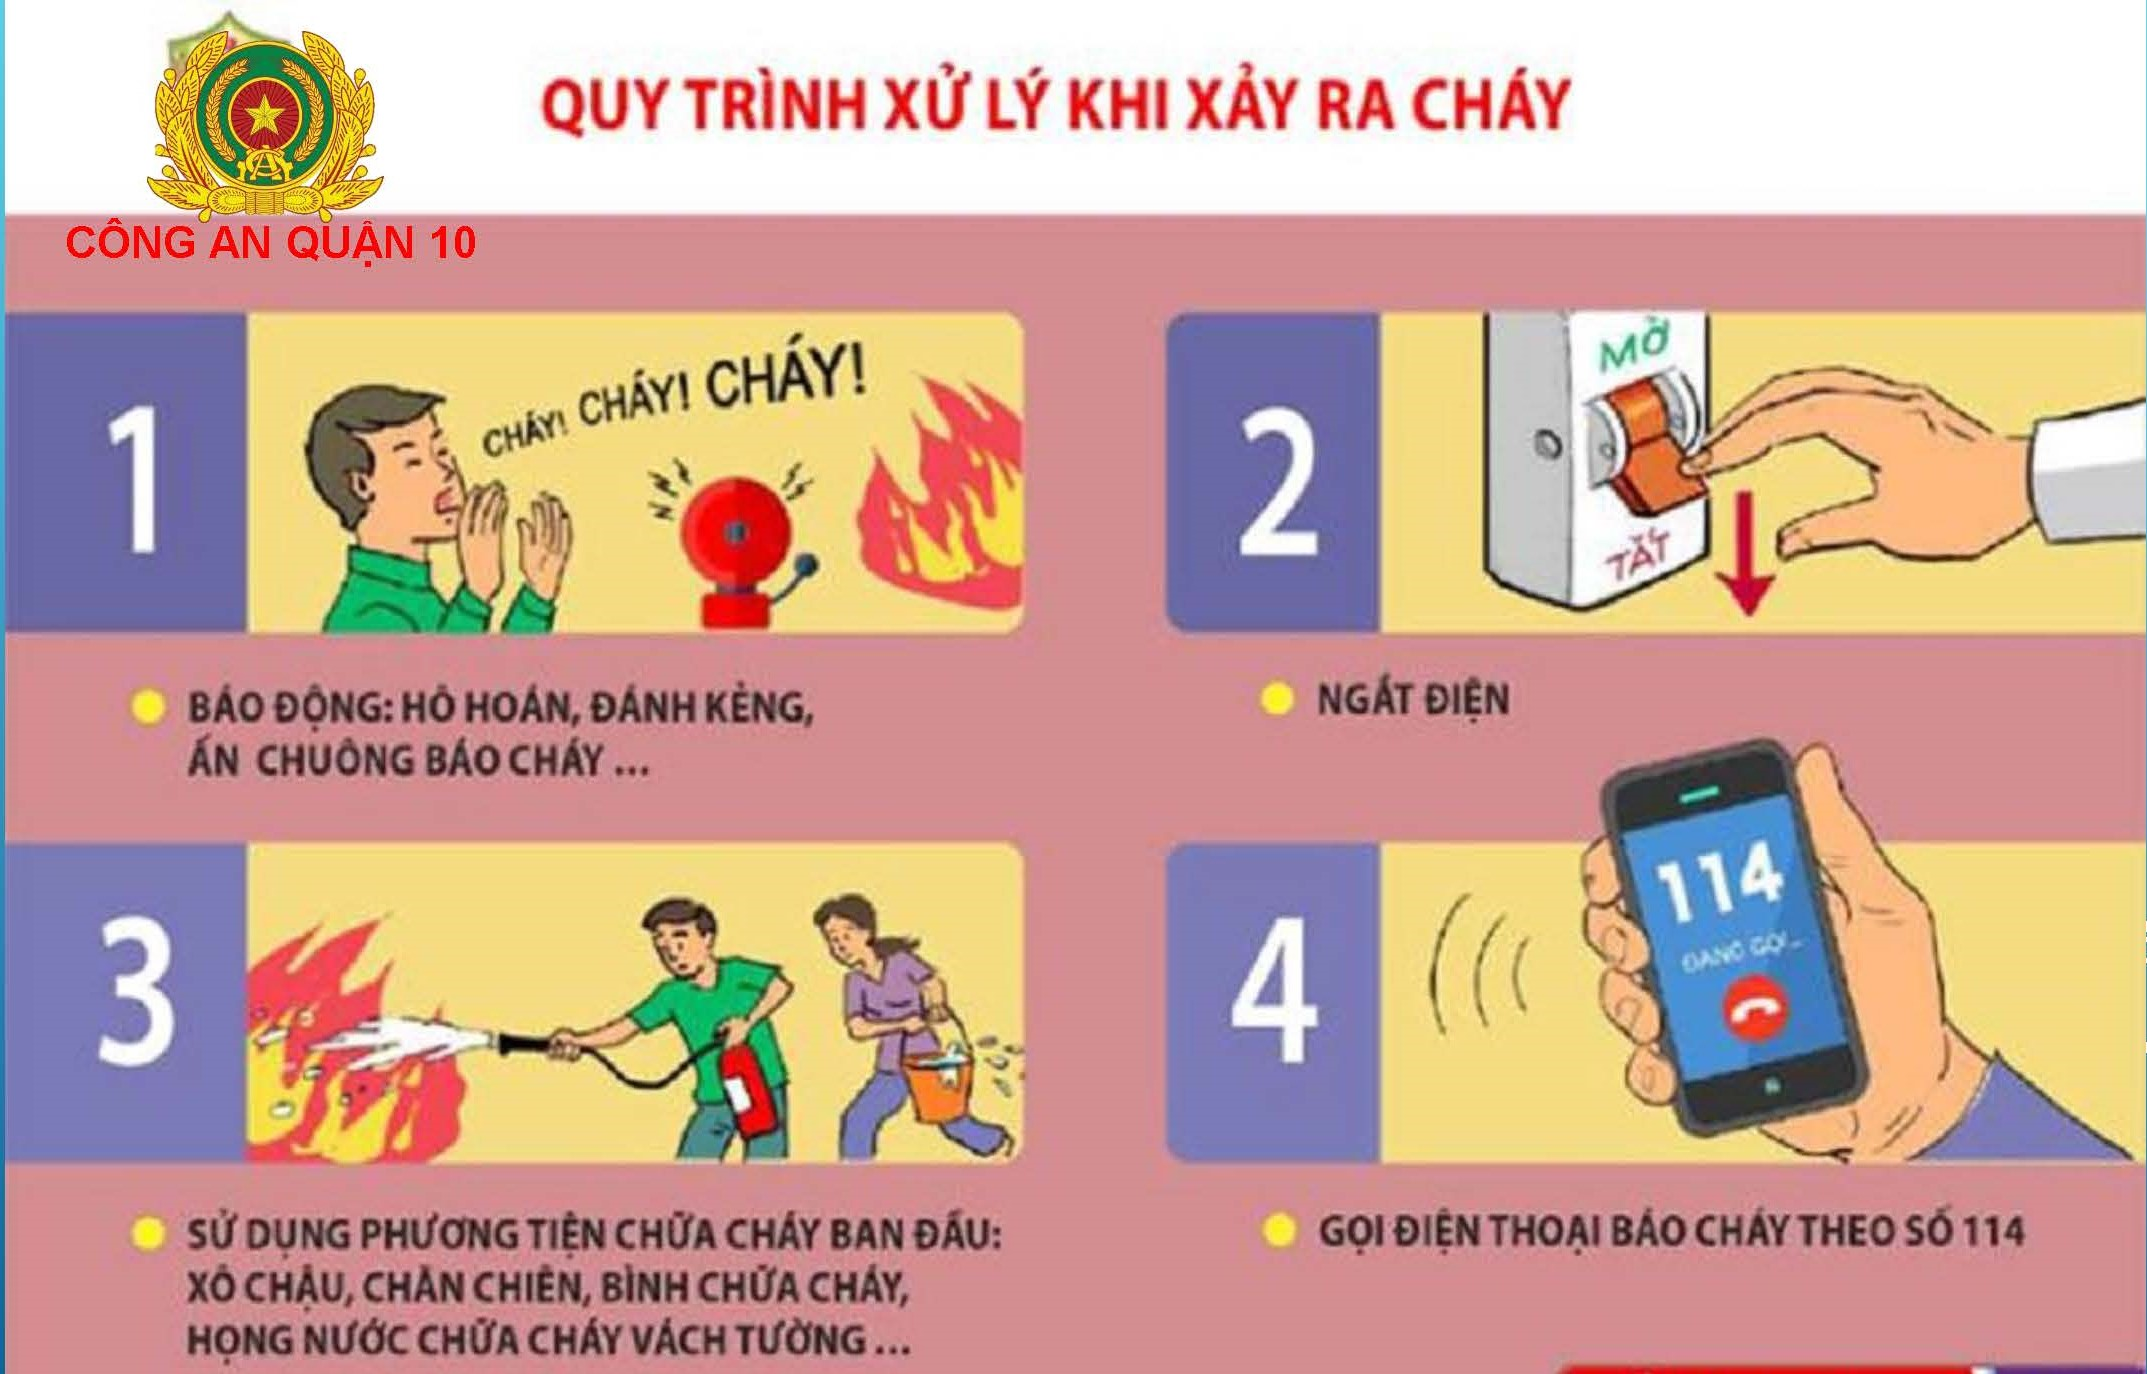 QUY TRÌNH XỬ LÝ KHI XẢY RA CHÁY
CÔNG AN QUẬN 10
1
CHÁY! CHÁY! CHÁY!
BÁO ĐỘNG: HÔ HOÁN, ĐÁNH KẺNG,
ẤN CHUÔNG BÁO CHÁY ...
2
MỞ
TẮT
NGẮT ĐIỆN
3
SỬ DỤNG PHƯƠNG TIỆN CHỮA CHÁY BAN ĐẦU:
XÔ CHẬU, CHĂN CHIÊN, BÌNH CHỮA CHÁY,
HỌNG NƯỚC CHỮA CHÁY VÁCH TƯỜNG ...
4
114
ĐANG GỌI...
GỌI ĐIỆN THOẠI BÁO CHÁY THEO SỐ 114